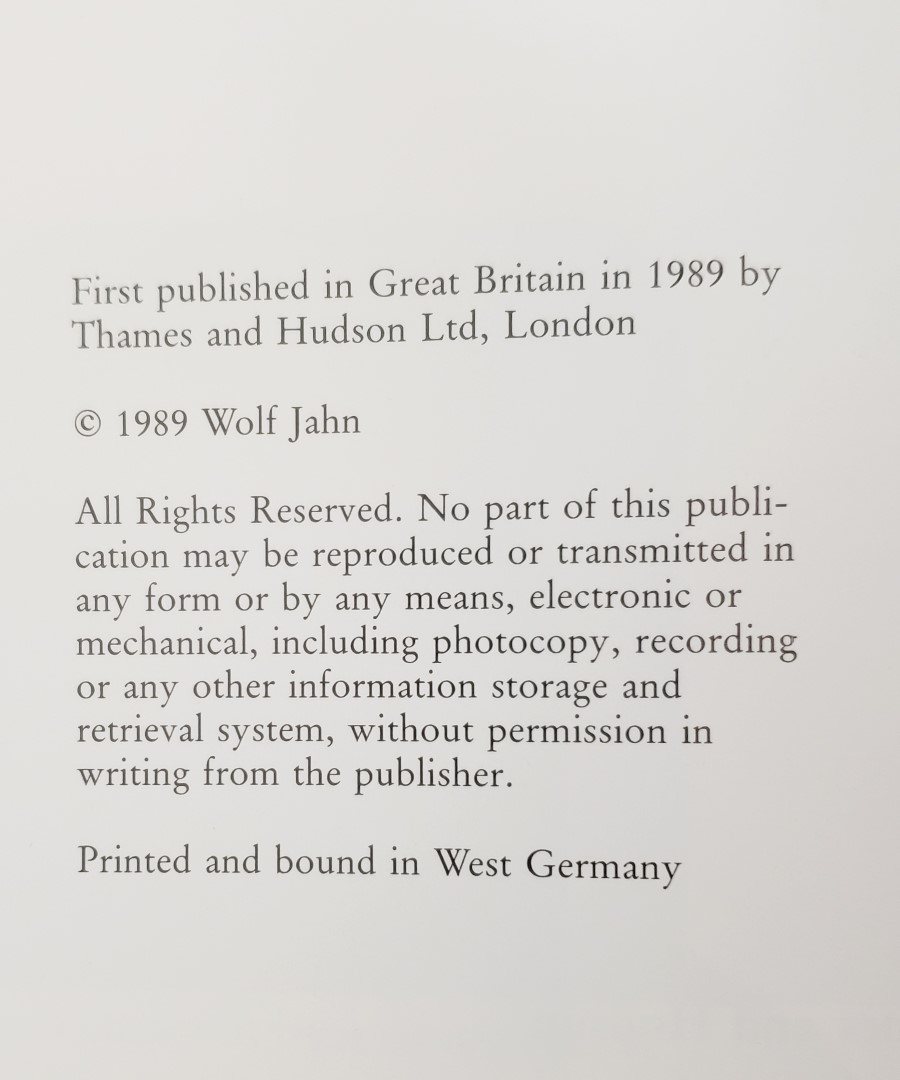 First published in Great Britain in 1989 by
Thames and Hudson Ltd, London
© 1989 Wolf Jahn
All Rights Reserved. No part of this publi-
cation may be reproduced or transmitted in
any form or by any means, electronic or
mechanical, including photocopy, recording
or any other information storage and
retrieval system, without permission in
writing from the publisher.
Printed and bound in West Germany